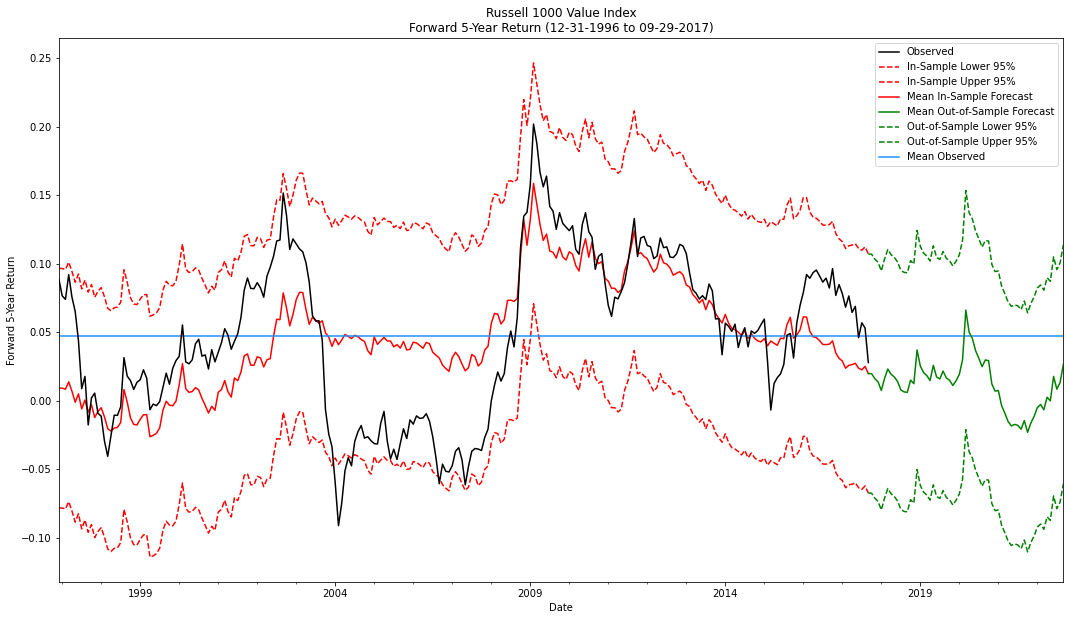 Russell 1000 Value Index
Forward 5-Year Return (12-31-1996 to 09-29-2017)
Observed
In-Sample Lower 95%
In-Sample Upper 95%
Mean In-Sample Forecast
Mean Out-of-Sample Forecast
Out-of-Sample Lower 95%
Out-of-Sample Upper 95%
Mean Observed
Forward 5-Year Return
0.25
0.20
0.15
0.10
0.05
0.00
−0.05
−0.10
1999
2004
2009
2014
2019
Date